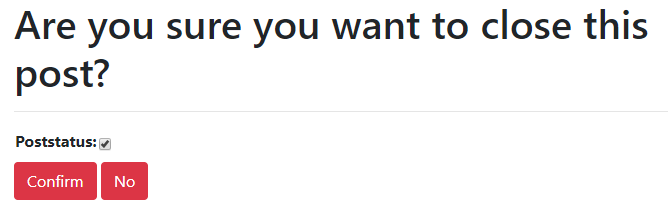 Are you sure you want to close this
post?
Poststatus:
Confirm No